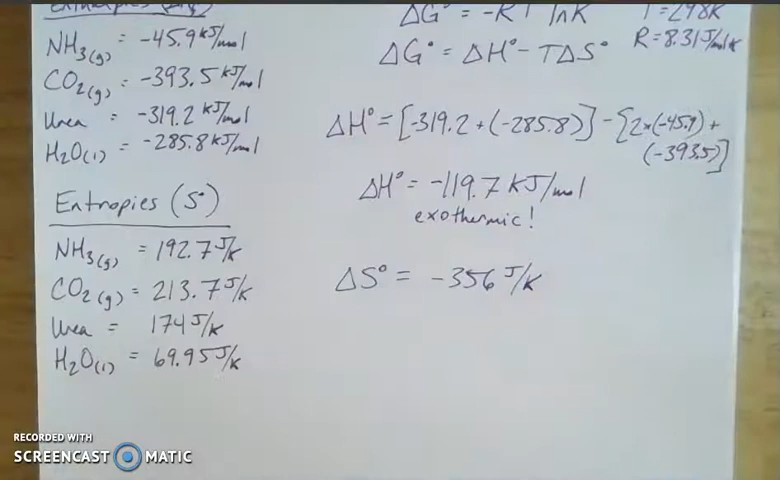 NH₃(g) = -45.9 kJ/mol
CO₂(g) = -393.5 kJ/mol
Urea = -319.2 kJ/mol
H₂O(l) = -285.8 kJ/mol
Entropies (S°)
NH₃(g) = 192.7 J/K
CO₂(g) = 213.7 J/K
Urea = 174 J/K
H₂O(l) = 69.95 J/K
ΔG° = -RT lnK
T = 298K
R = 8.31 J/mol K
ΔG° = ΔH° - TΔS°
ΔH° = [-319.2 + (-285.8)] - [2×(-45.9) +
(-393.5)]
ΔH° = -119.7 KJ/mol
exothermic!
ΔS° = -356 J/K
RECORDED WITH
SCREENCAST MATIC